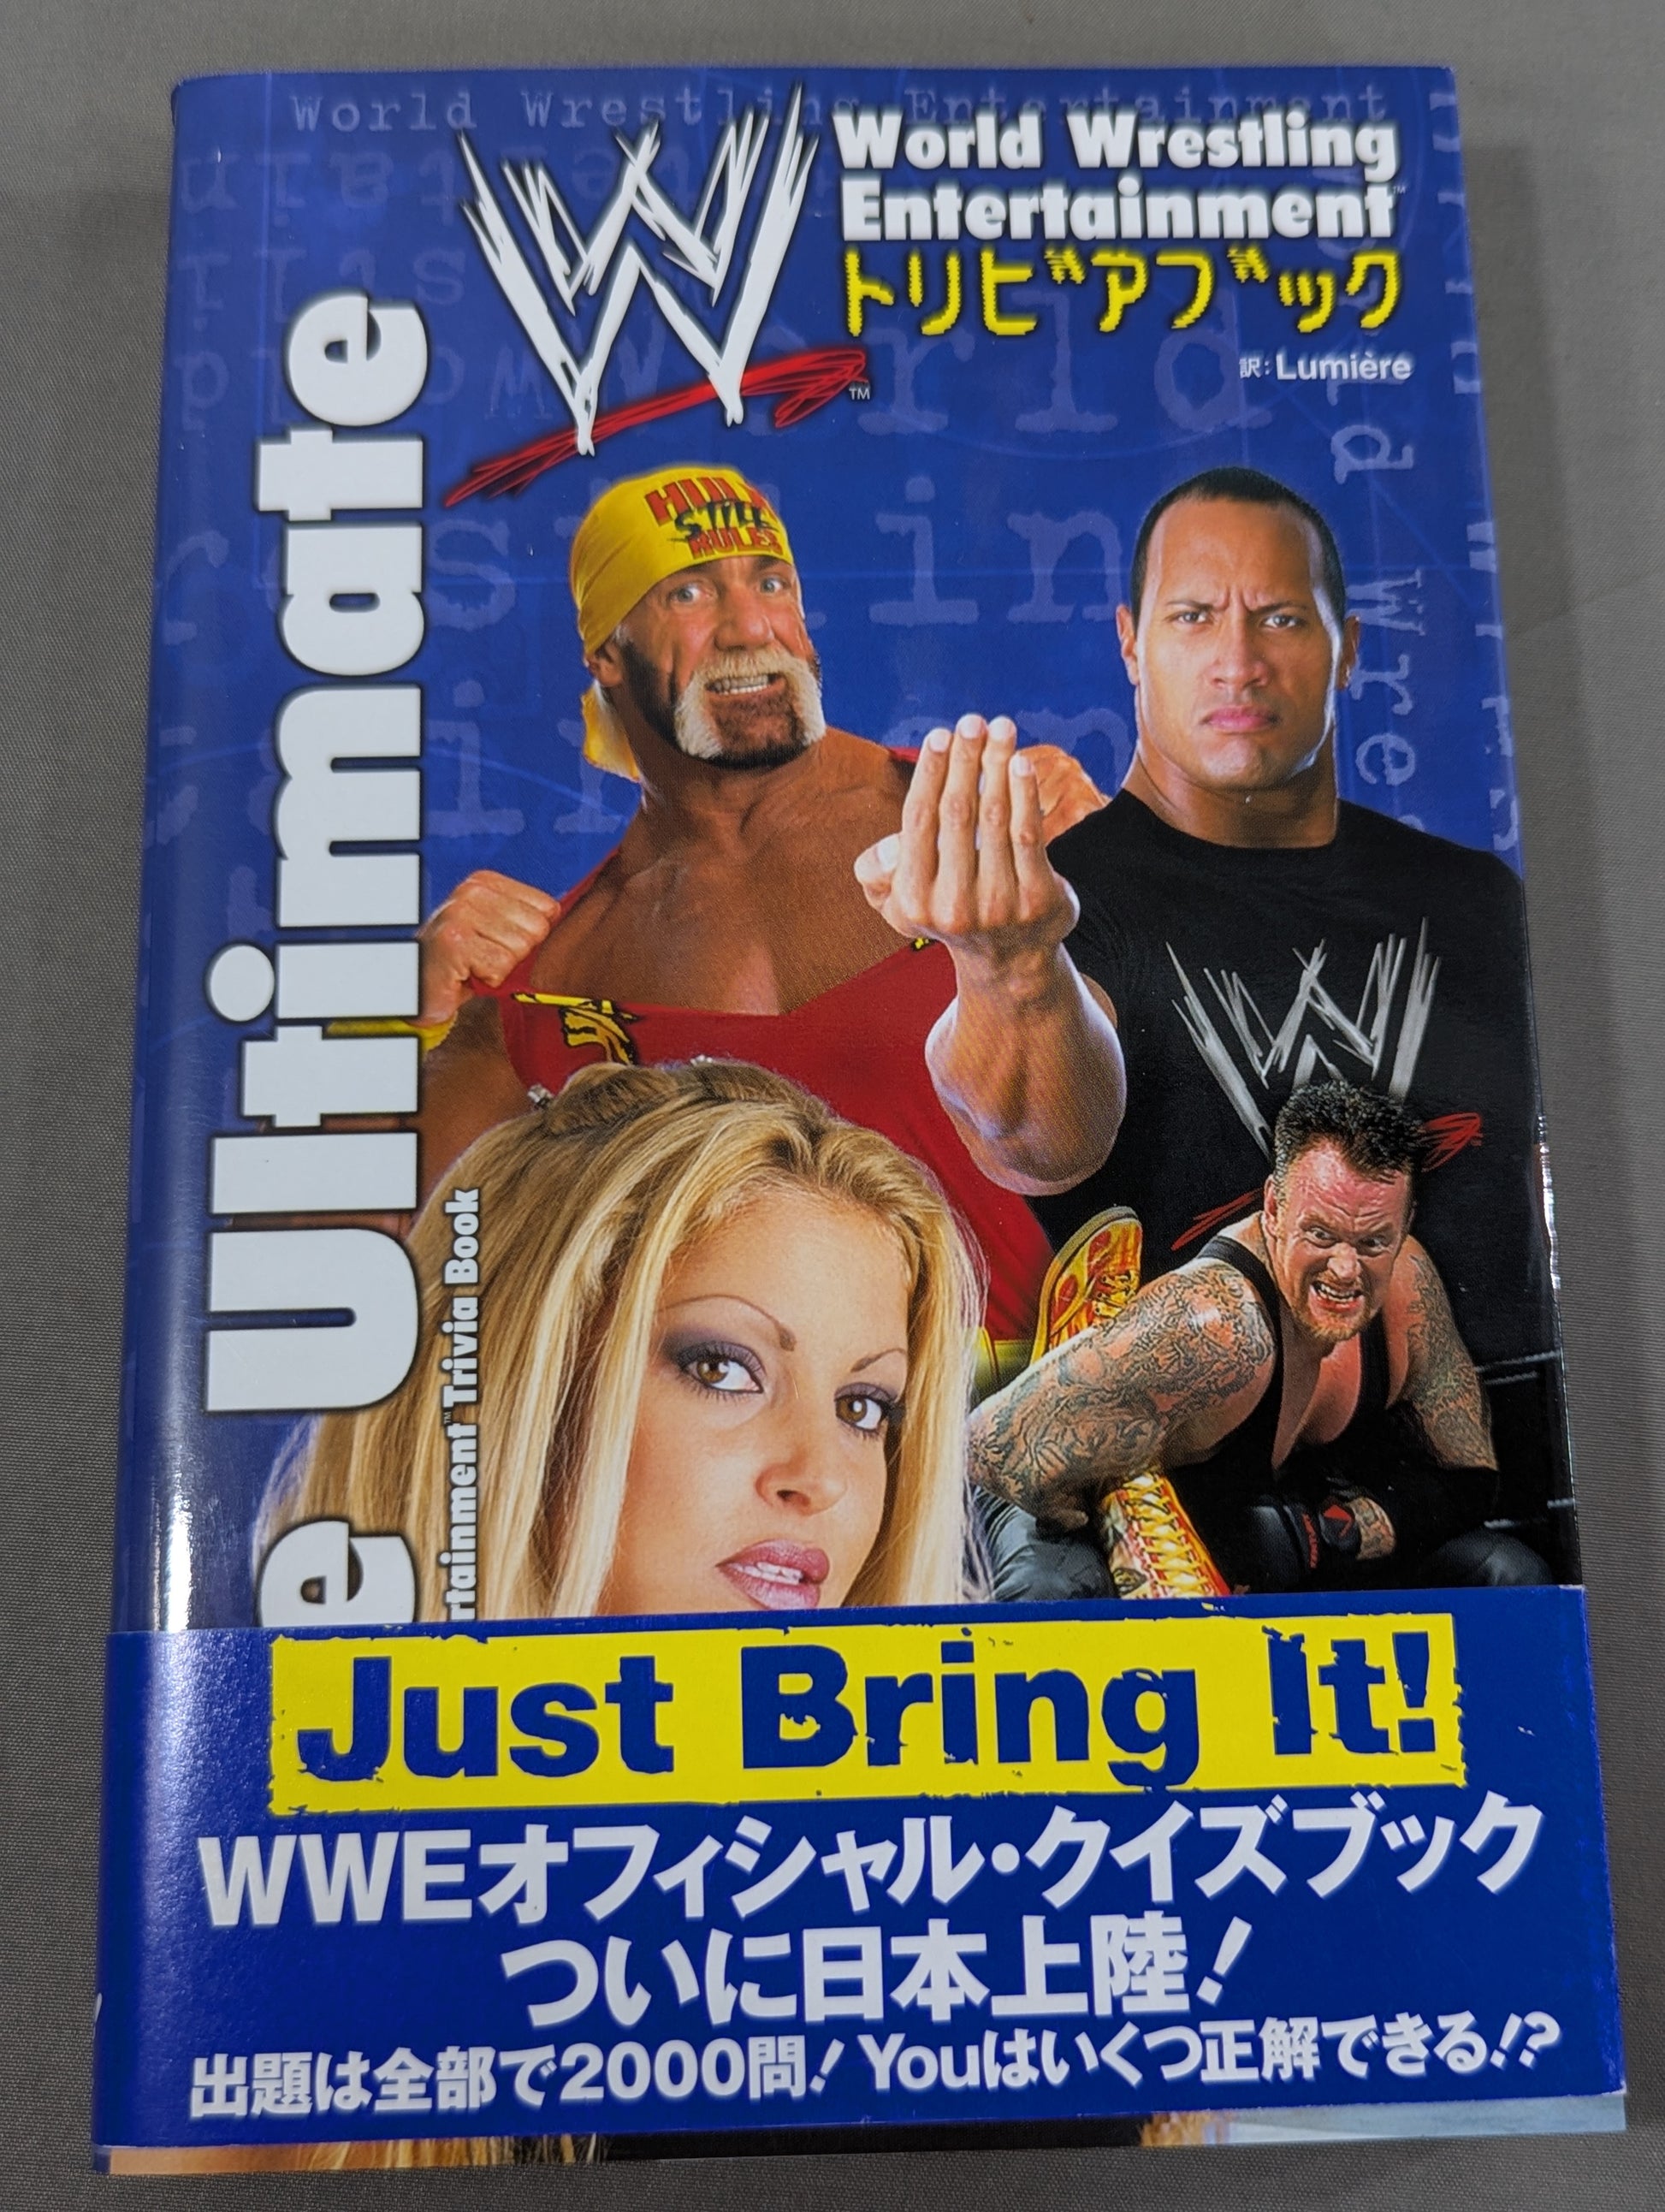 World Wrestling Entertainment
World Wrestling
Entertainment™
トリビアブック
訳：Lumière
W
TM
HULK
STILL
RULES
e Ultimate
rtainment™ Trivia Book
Just Bring It!
WWEオフィシャル・クイズブック
ついに日本上陸！
出題は全部で2000問！Youはいくつ正解できる!?